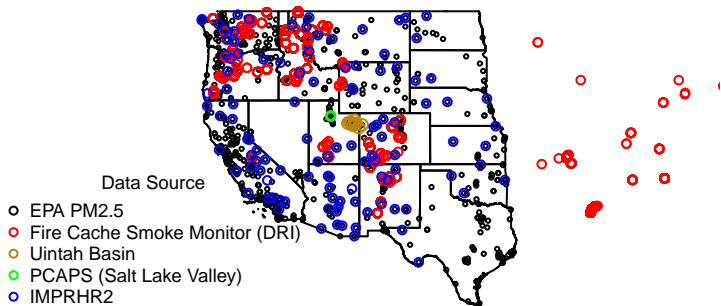 Data Source
EPA PM2.5
Fire Cache Smoke Monitor (DRI)
Uintah Basin
PCAPS (Salt Lake Valley)
IMPRHR2